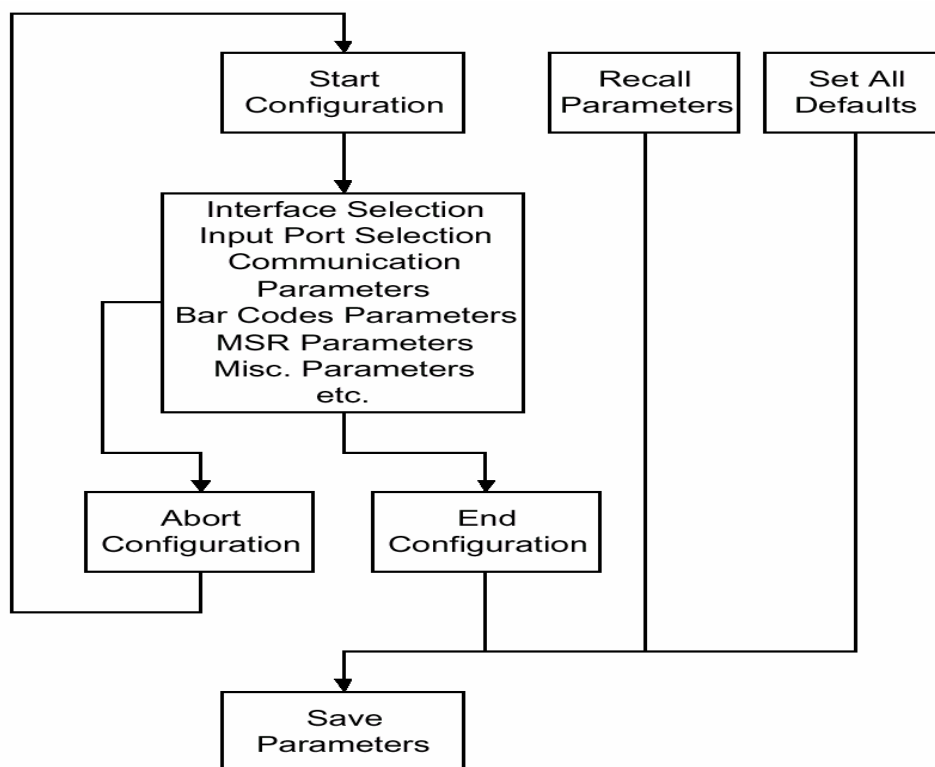 Start
Configuration
Recall
Parameters
Set All
Defaults
Interface Selection
Input Port Selection
Communication
Parameters
Bar Codes Parameters
MSR Parameters
Misc. Parameters
etc.
Abort
Configuration
End
Configuration
Save
Parameters